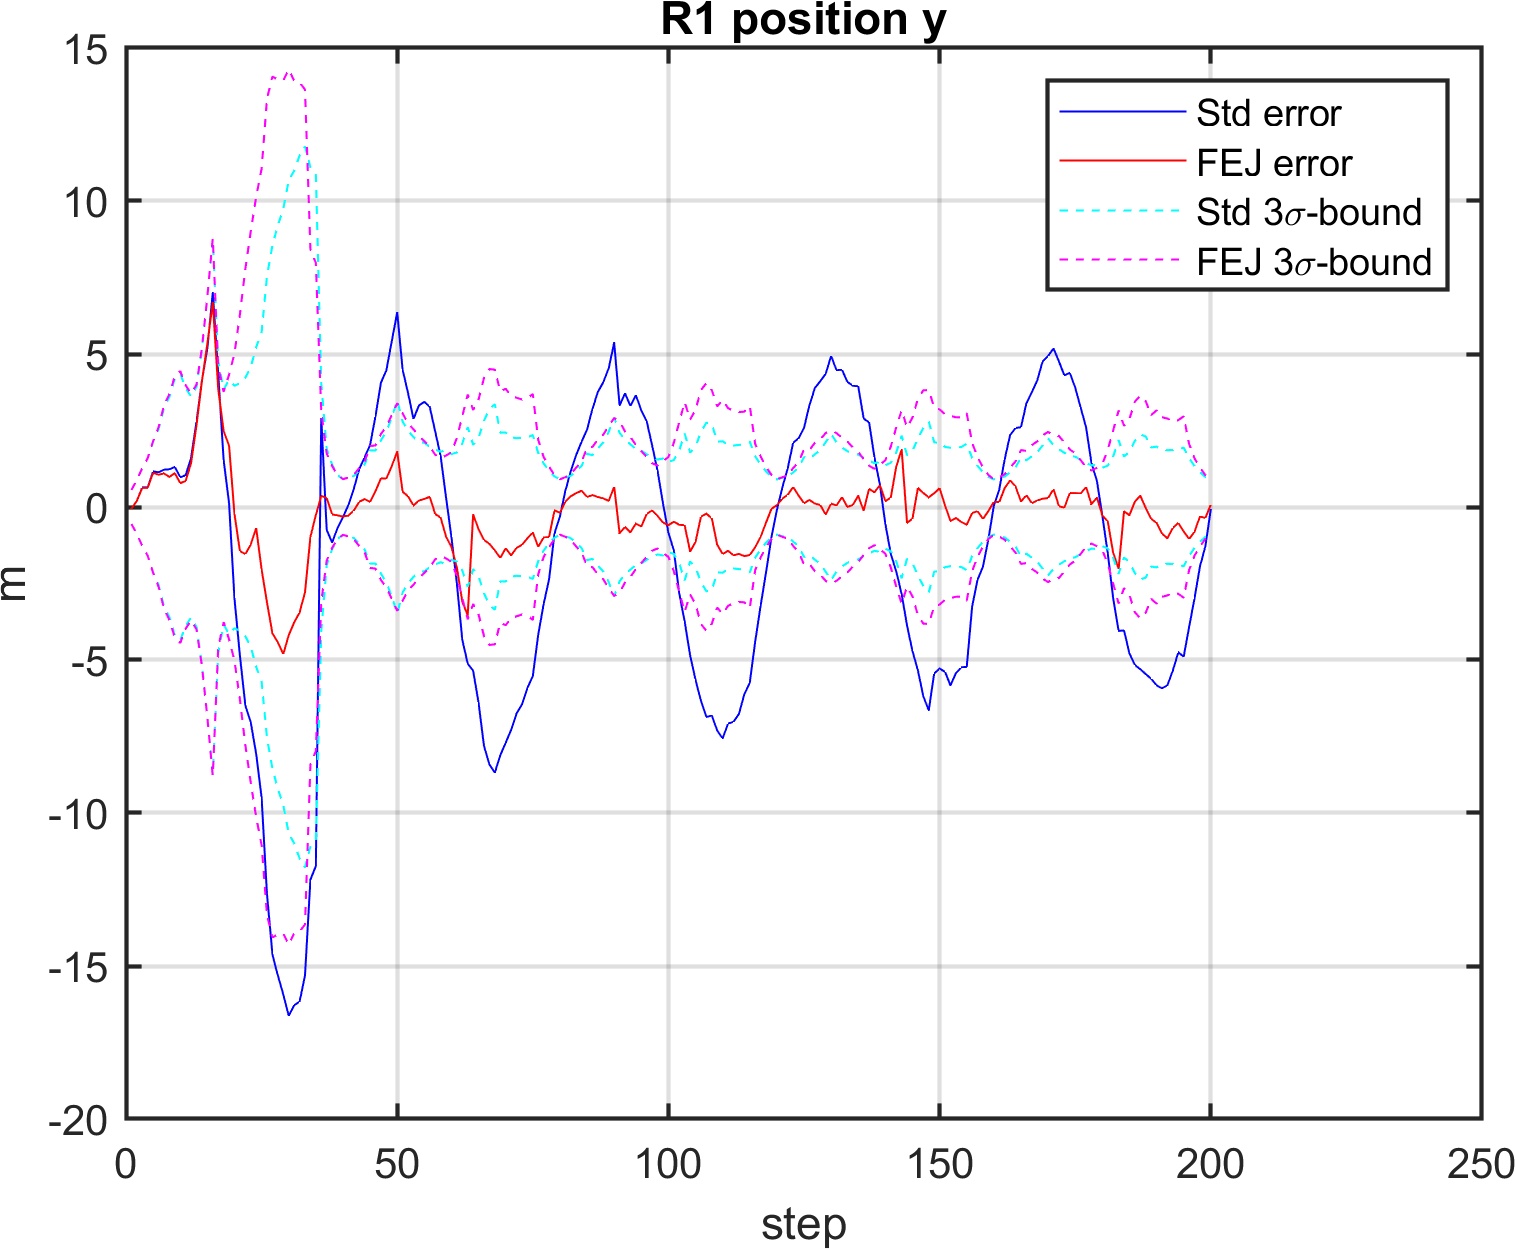 R1 position y
15
10
5
0
-5
-10
-15
-20
m
0 50 100 150 200 250
step
Std error
FEJ error
Std 3σ-bound
FEJ 3σ-bound